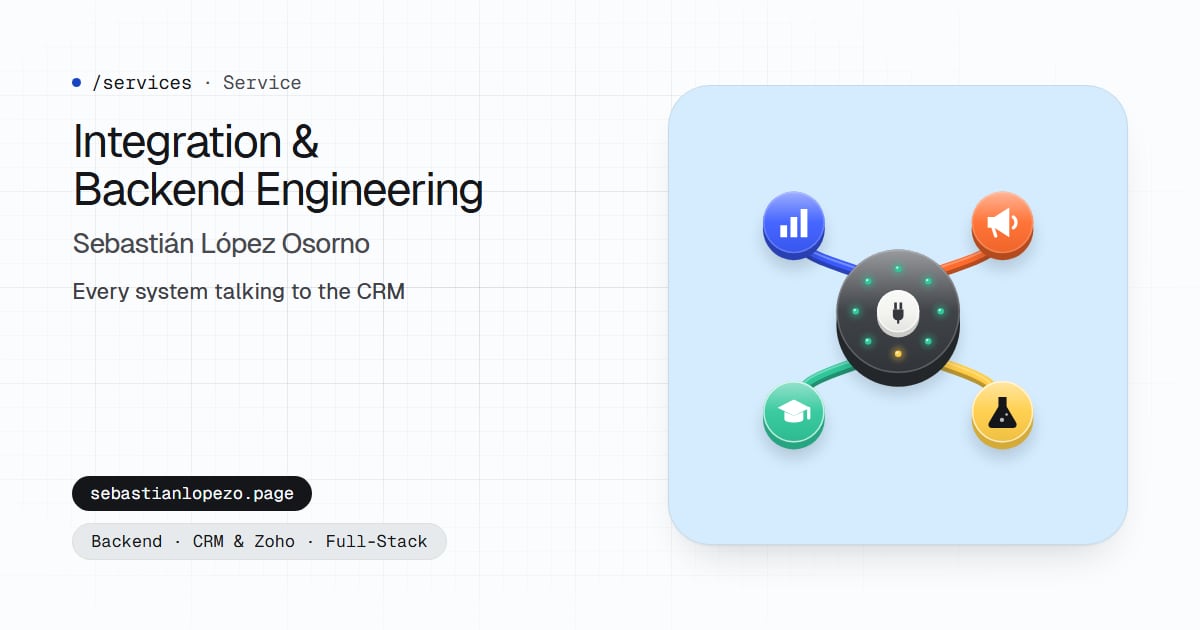 /services · Service
Integration &
Backend Engineering
Sebastián López Osorno
Every system talking to the CRM
sebastianlopezo.page
Backend · CRM & Zoho · Full-Stack